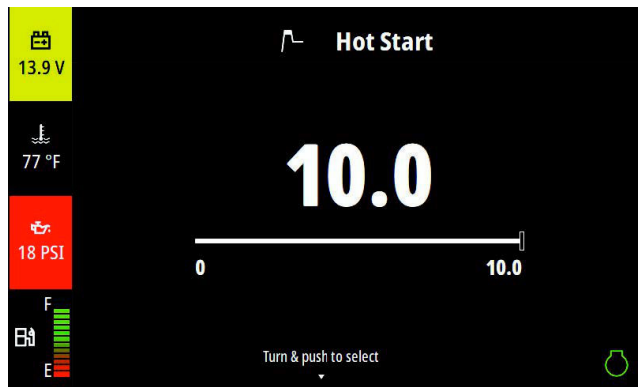 Hot Start
13.9 V
77 °F
10.0
18 PSI
0 10.0
F
E
Turn & push to select